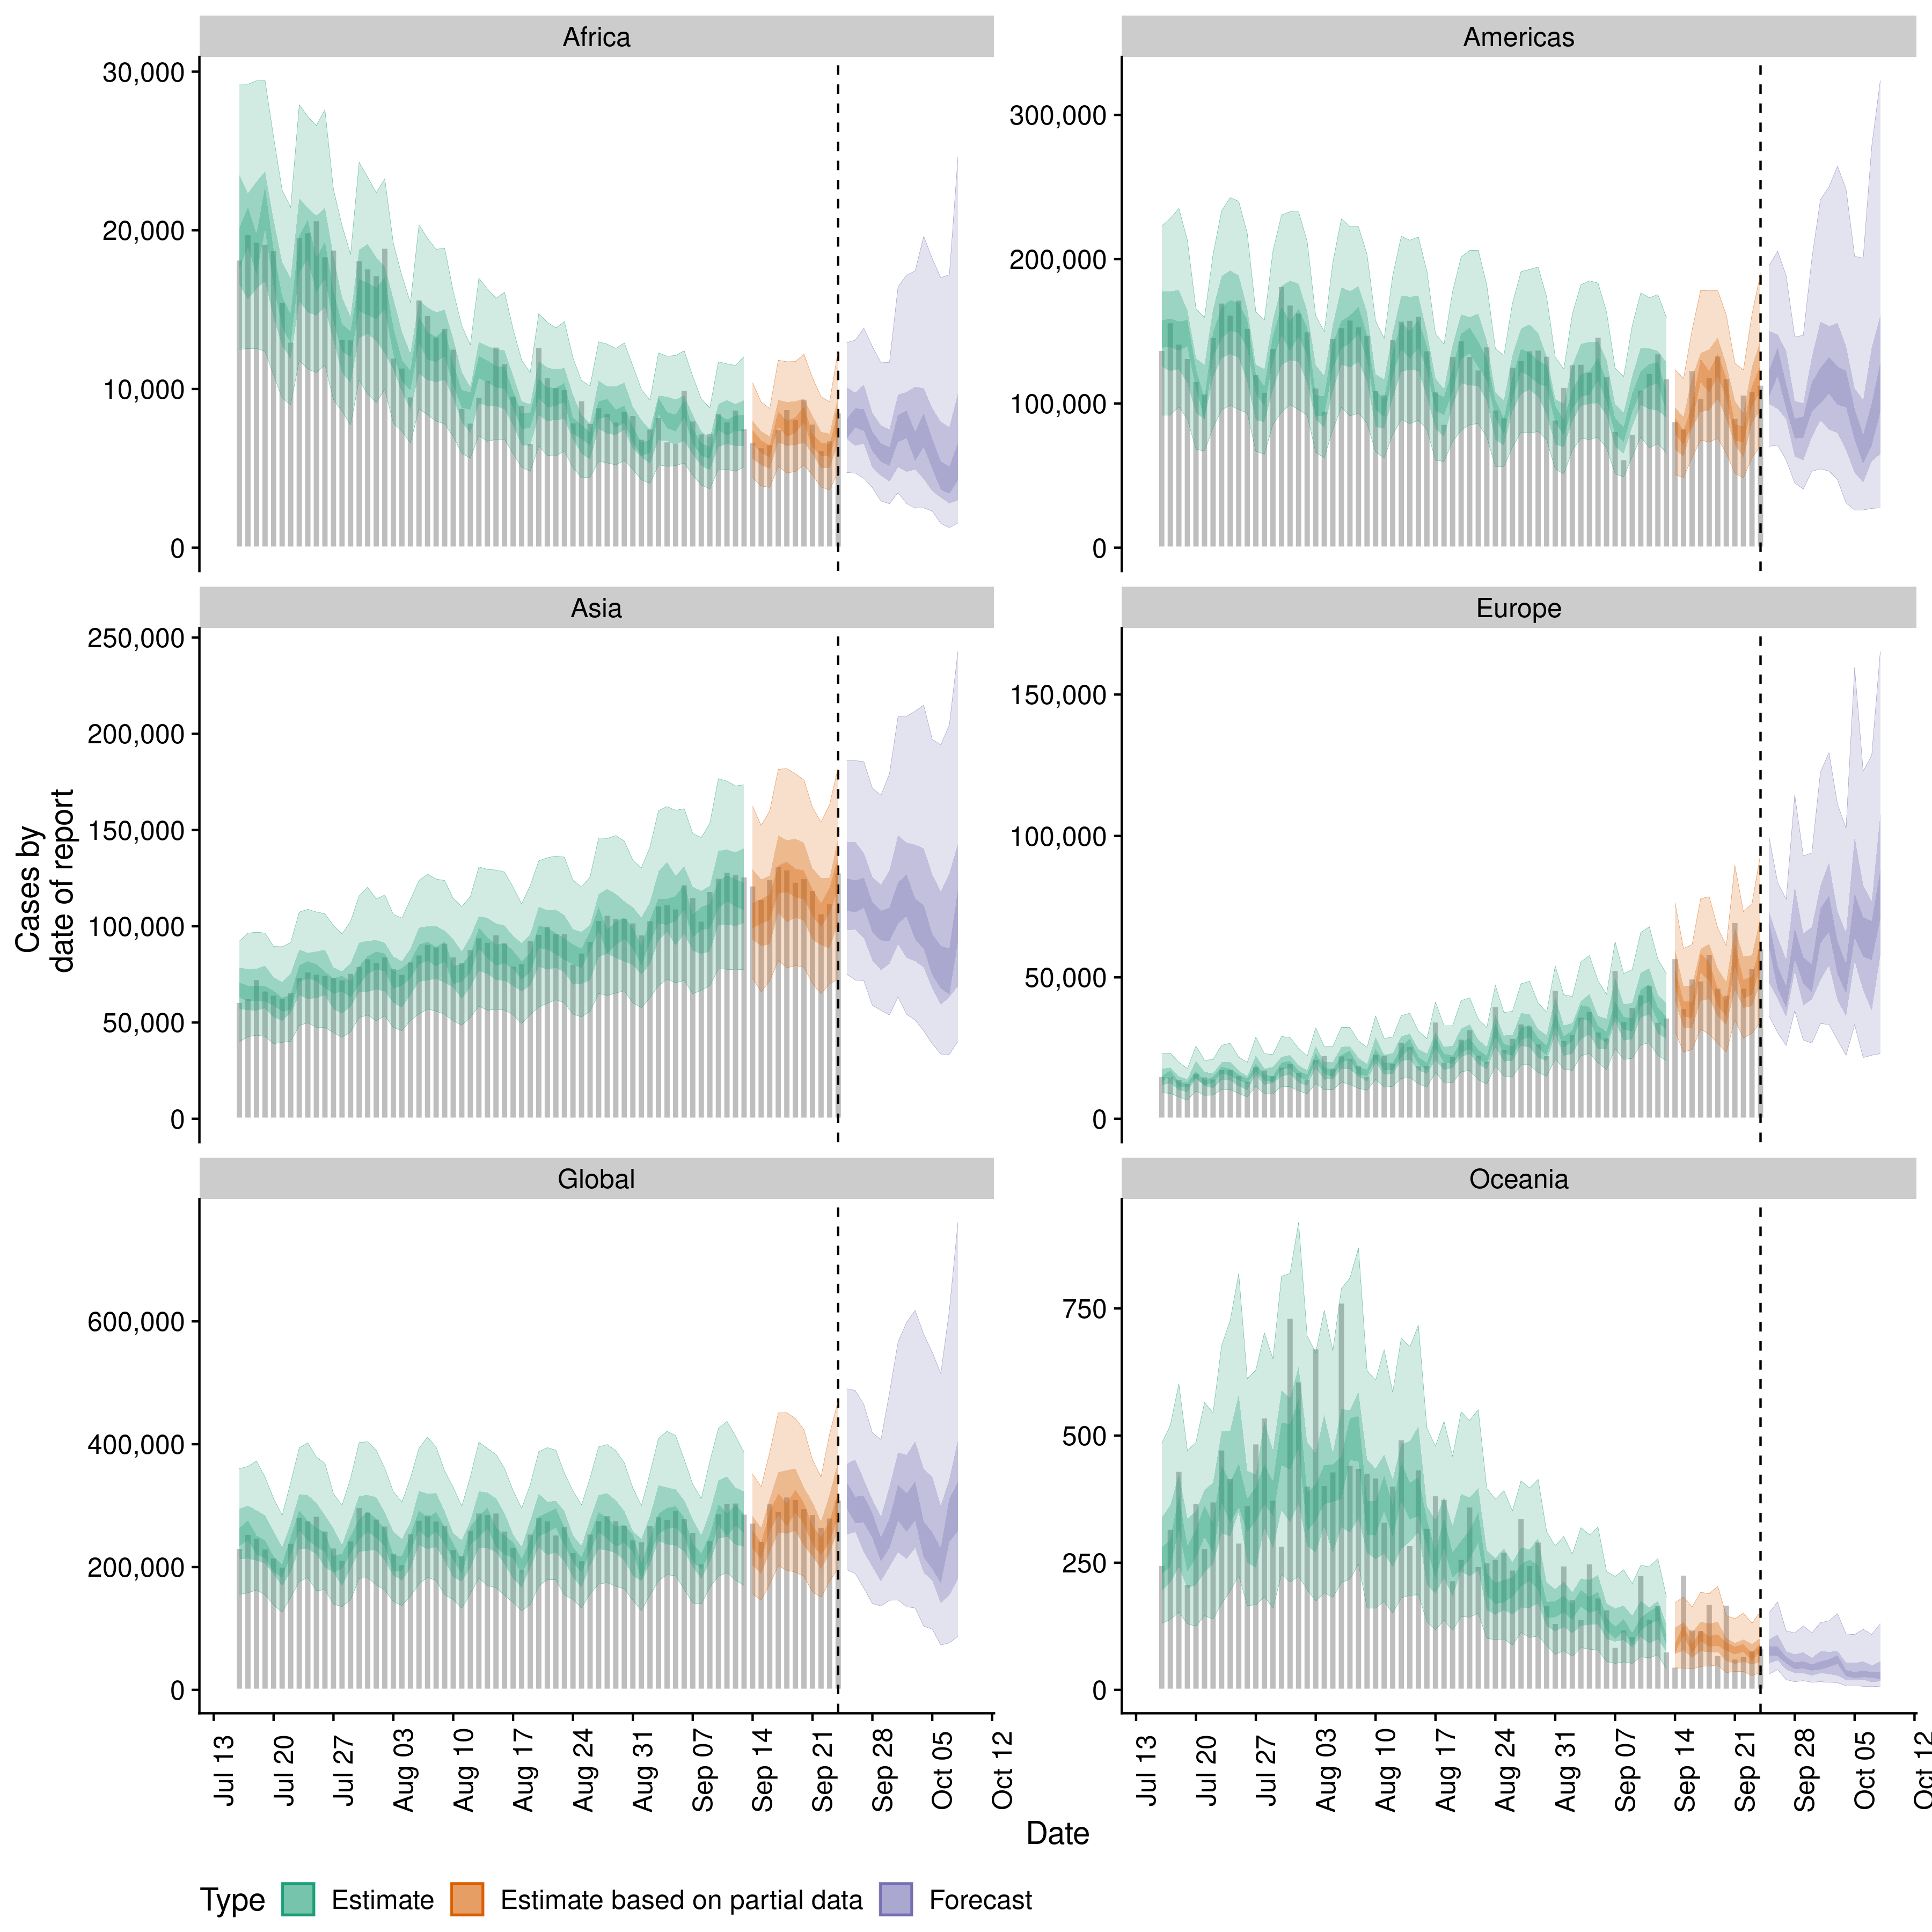 Africa
Americas
30,000
20,000
10,000
0
300,000
200,000
100,000
0
Asia
Europe
250,000
200,000
150,000
100,000
50,000
0
150,000
100,000
50,000
0
Cases by
date of report
Global
Oceania
600,000
400,000
200,000
0
750
500
250
0
Jul 13
Jul 20
Jul 27
Aug 03
Aug 10
Aug 17
Aug 24
Aug 31
Sep 07
Sep 14
Sep 21
Sep 28
Oct 05
Oct 12
Jul 13
Jul 20
Jul 27
Aug 03
Aug 10
Aug 17
Aug 24
Aug 31
Sep 07
Sep 14
Sep 21
Sep 28
Oct 05
Oct 12
Date
Type Estimate Estimate based on partial data Forecast